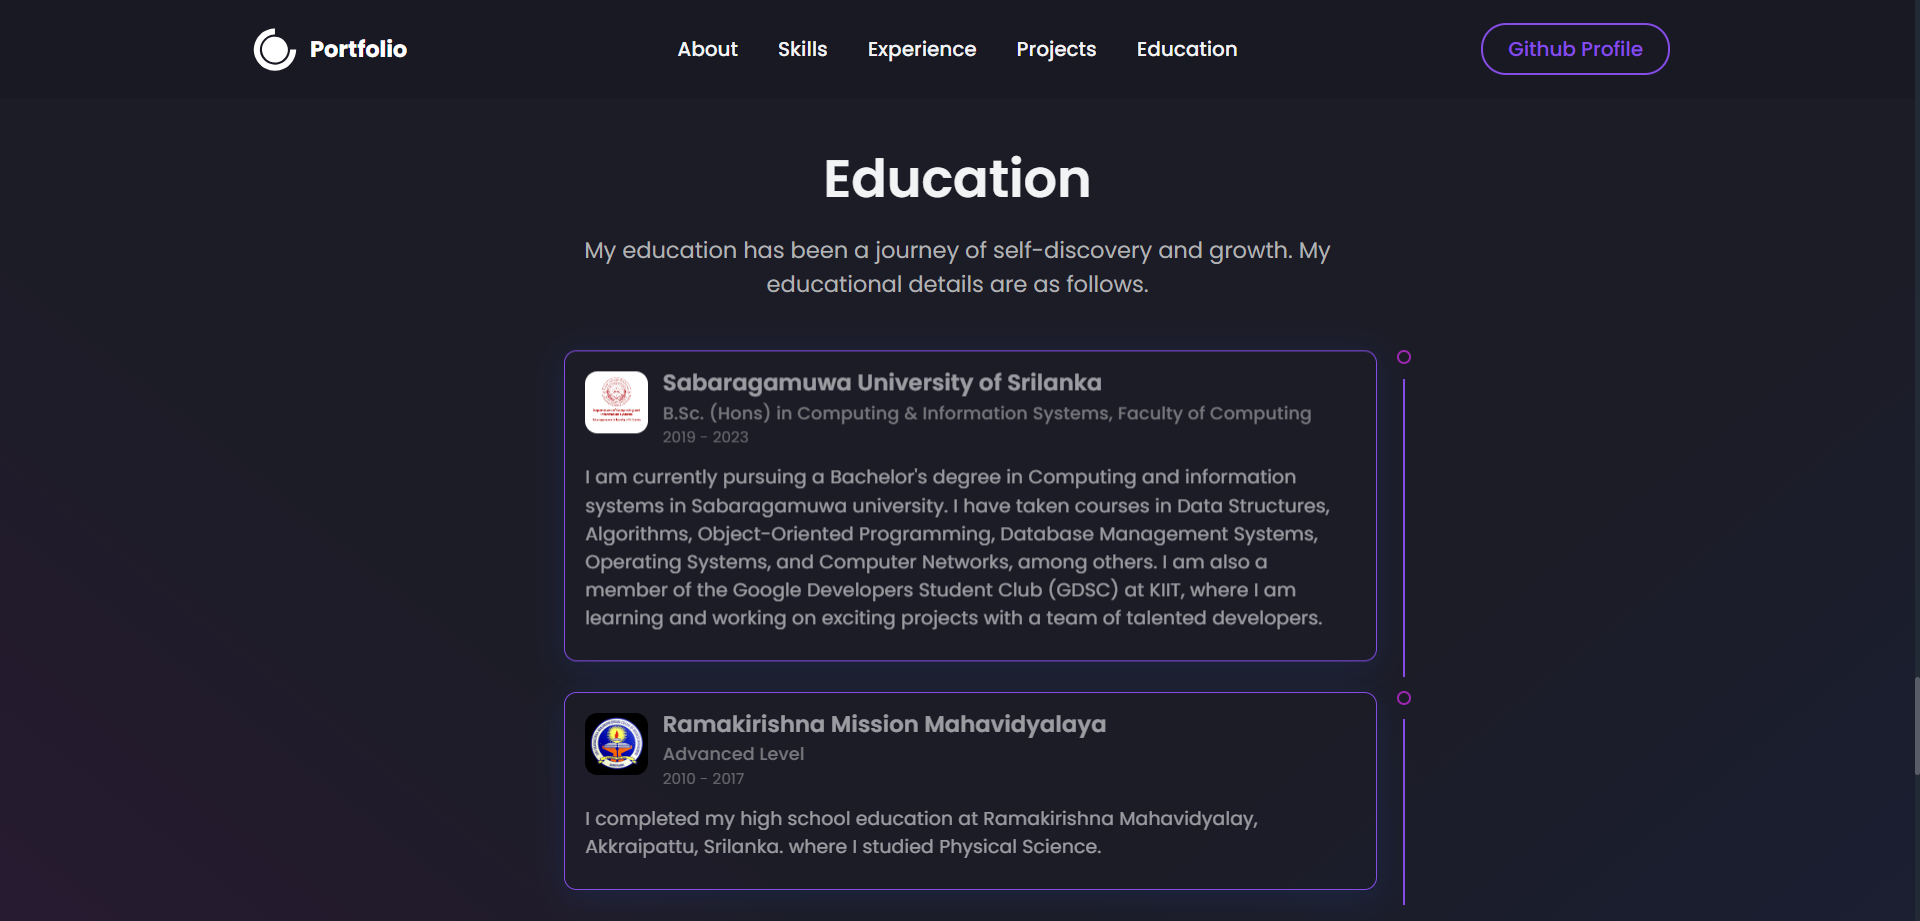 Portfolio
About
Skills
Experience
Projects
Education
Github Profile
Education
My education has been a journey of self-discovery and growth. My
educational details are as follows.
Sabaragamuwa University of Srilanka
B.Sc. (Hons) in Computing & Information Systems, Faculty of Computing
2019 - 2023
I am currently pursuing a Bachelor's degree in Computing and information
systems in Sabaragamuwa university. I have taken courses in Data Structures,
Algorithms, Object-Oriented Programming, Database Management Systems,
Operating Systems, and Computer Networks, among others. I am also a
member of the Google Developers Student Club (GDSC) at KIIT, where I am
learning and working on exciting projects with a team of talented developers.
Ramakirishna Mission Mahavidyalaya
Advanced Level
2010 - 2017
I completed my high school education at Ramakirishna Mahavidyalay,
Akkraipattu, Srilanka. where I studied Physical Science.